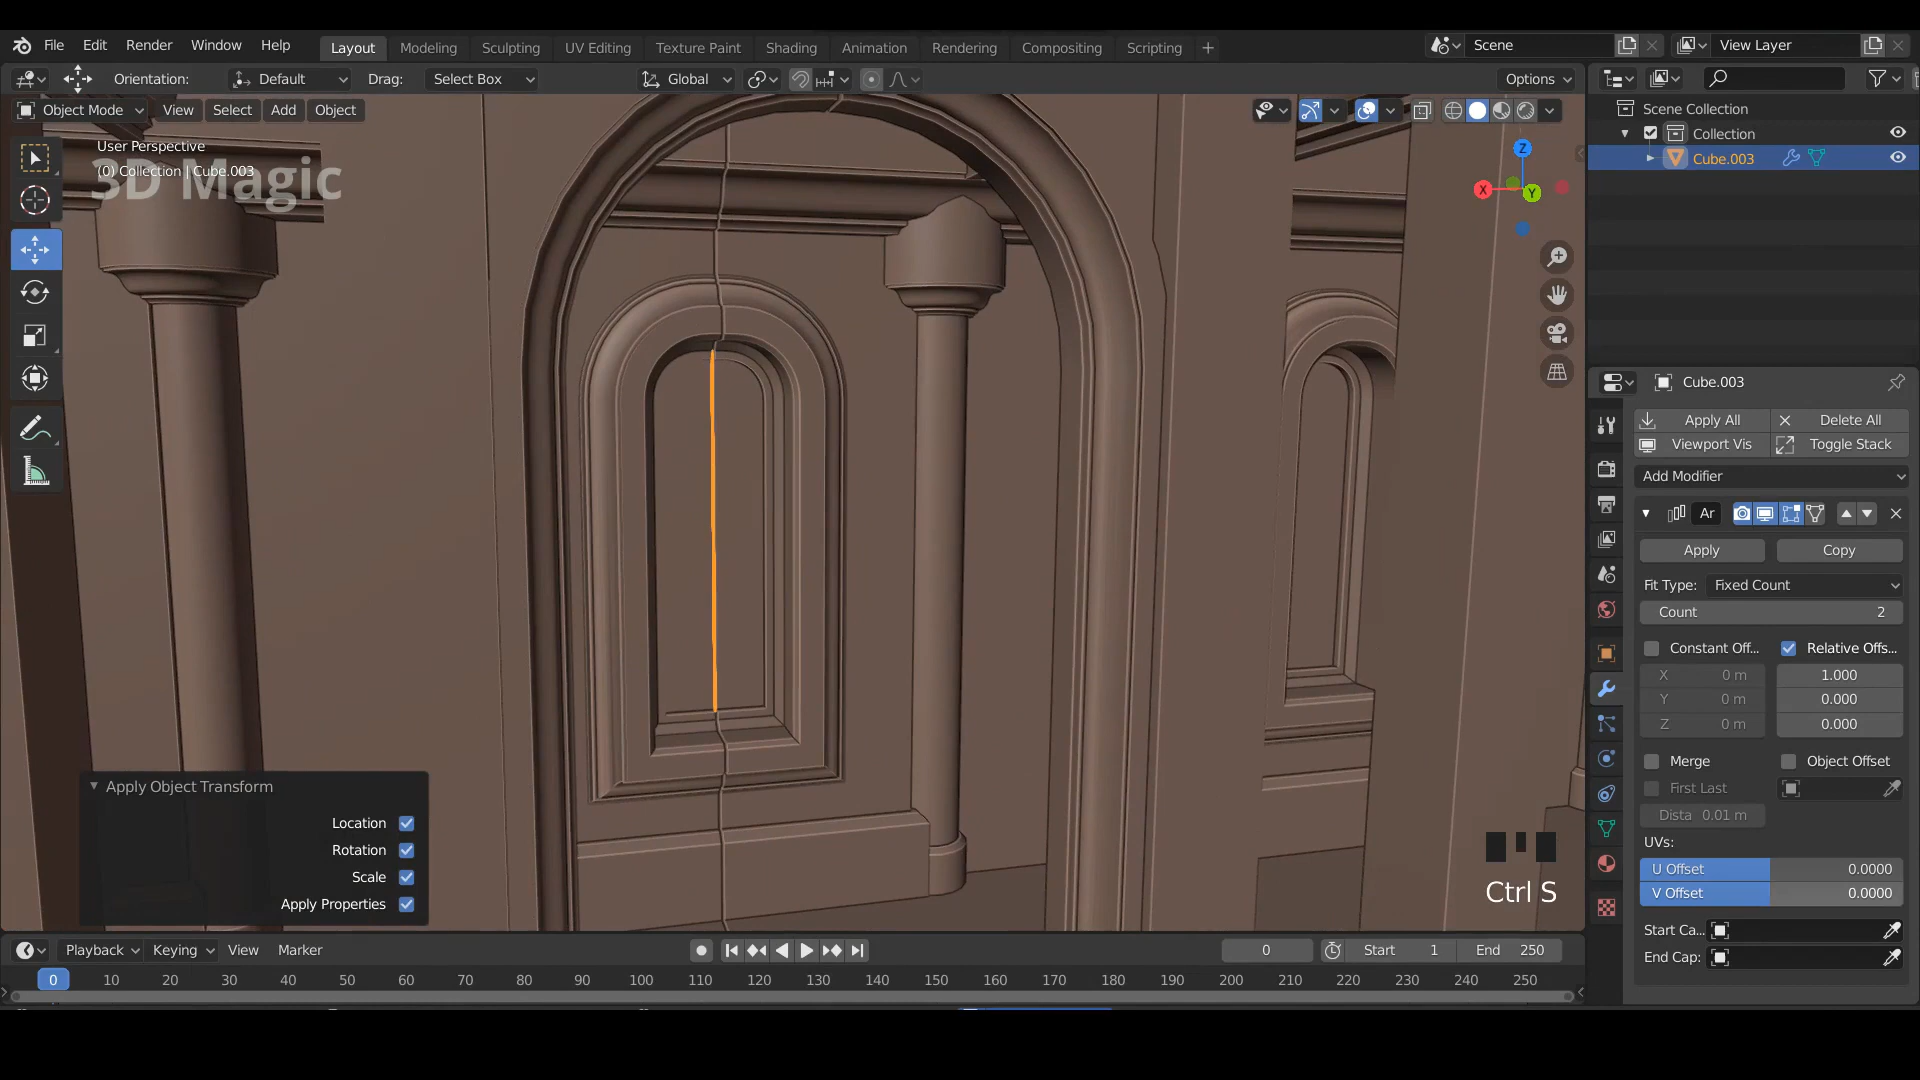 File Edit Render Window Help Layout Modeling Sculpting UV Editing Texture Paint Shading Animation Rendering Compositing Scripting + Scene View Layer
Orientation: Default Drag: Select Box Global Options
Object Mode View Select Add Object
Scene Collection
Collection
Cube.003
User Perspective
(0) Collection | Cube.003
3D Magic
Z
X
Y
Cube.003
Apply All Delete All
Viewport Vis Toggle Stack
Add Modifier
Ar
Apply Copy
Fit Type: Fixed Count
Count 2
Constant Off... Relative Offs...
X 0 m 1.000
Y 0 m 0.000
Z 0 m 0.000
Merge Object Offset
First Last
Dista 0.01 m
UVs:
U Offset 0.0000
V Offset 0.0000
Start Ca...
End Cap:
Apply Object Transform
Location
Rotation
Scale
Apply Properties
Ctrl S
Playback Keying View Marker 0 Start 1 End 250
0 10 20 30 40 50 60 70 80 90 100 110 120 130 140 150 160 170 180 190 200 210 220 230 240 250